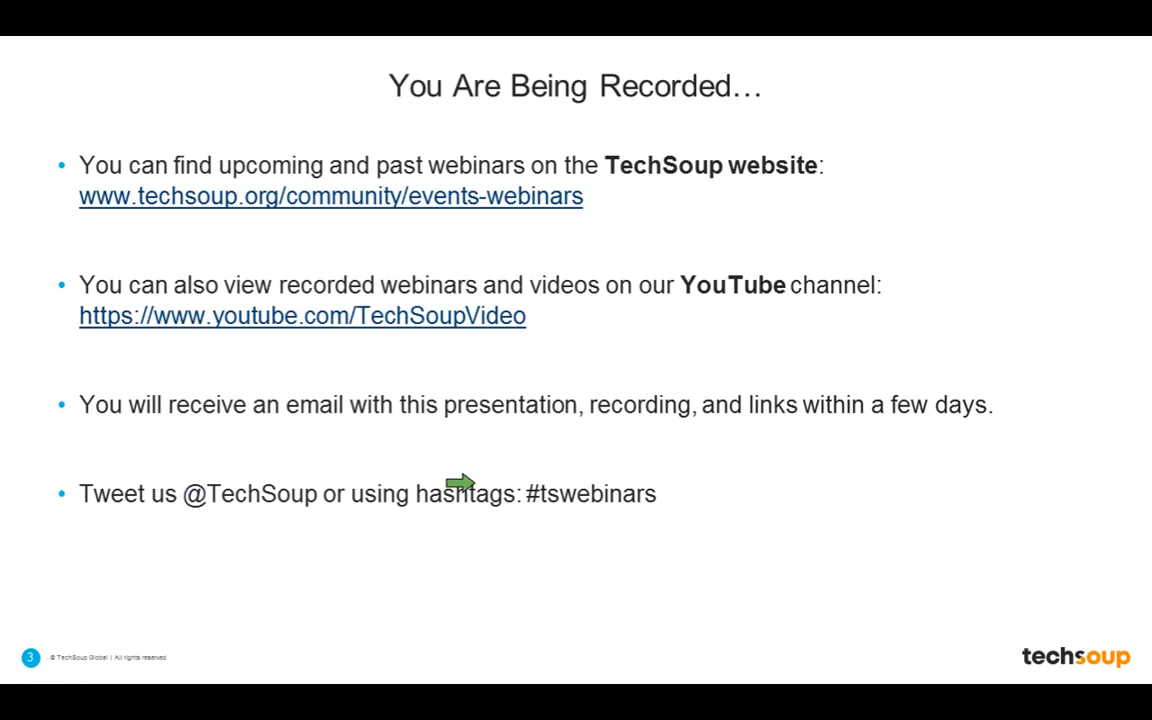 You Are Being Recorded…
• You can find upcoming and past webinars on the TechSoup website:
www.techsoup.org/community/events-webinars
• You can also view recorded webinars and videos on our YouTube channel:
https://www.youtube.com/TechSoupVideo
• You will receive an email with this presentation, recording, and links within a few days.
• Tweet us @TechSoup or using hashtags: #tswebinars
3 . © TechSoup Global | All rights reserved
techsoup